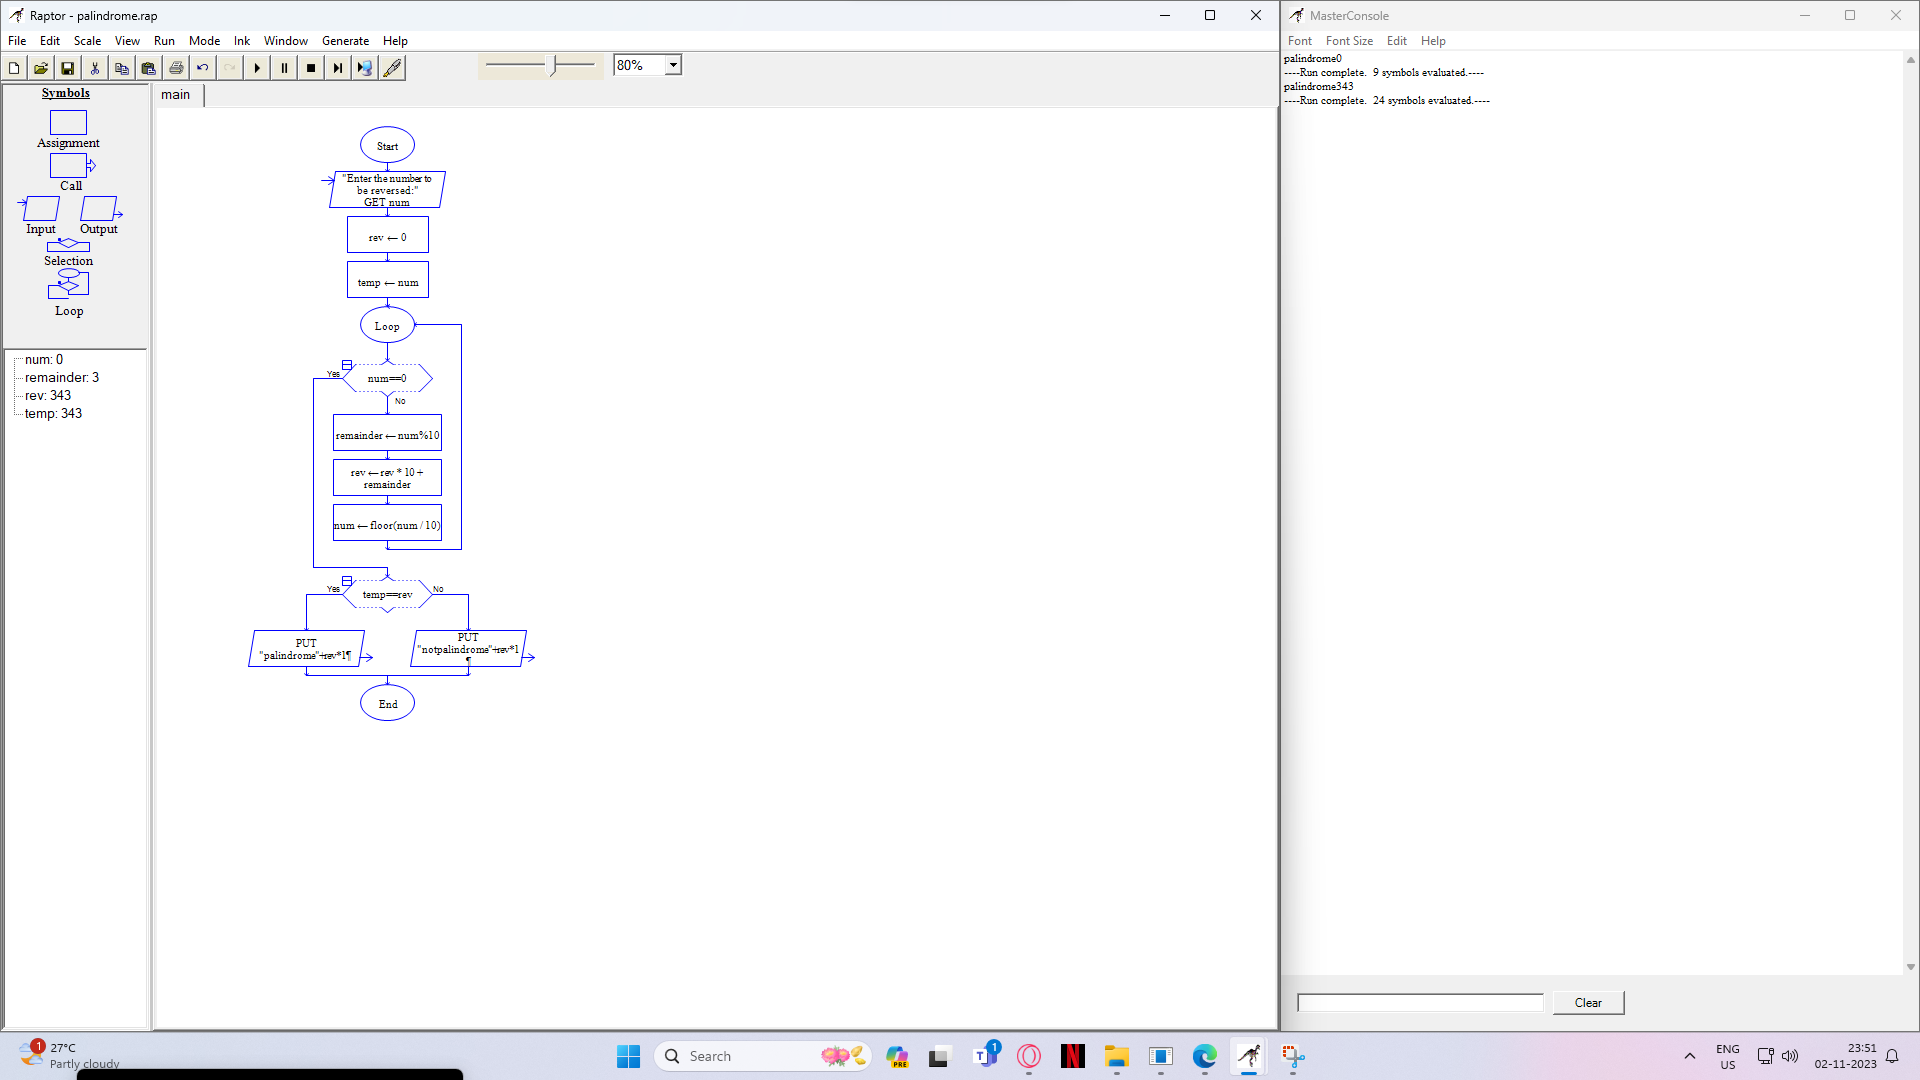 Raptor - palindrome.rap
File Edit Scale View Run Mode Ink Window Generate Help
80%
Symbols
Assignment
Call
Input Output
Selection
Loop
num: 0
remainder: 3
rev: 343
temp: 343
main
Start
"Enter the number to
be reversed:"
GET num
rev ← 0
temp ← num
Loop
Yes
num==0
No
remainder ← num%10
rev ← rev * 10 +
remainder
num ← floor(num / 10)
Yes
temp==rev
No
PUT
"palindrome"+rev*1¶
PUT
"notpalindrome"+rev*1
¶
End
MasterConsole
Font Font Size Edit Help
palindrome0
----Run complete.  9 symbols evaluated.----
palindrome343
----Run complete.  24 symbols evaluated.----
Clear
1
27°C
Partly cloudy
Search
PRE
T
1
N
ENG
US
23:51
02-11-2023